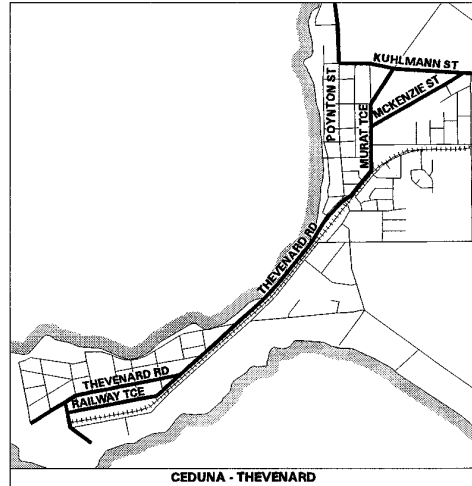 KUHLMANN ST
MCKENZIE ST
POYNTON ST
MURAT TCE
THEVENARD RD
THEVENARD RD
RAILWAY TCE
CEDUNA - THEVENARD